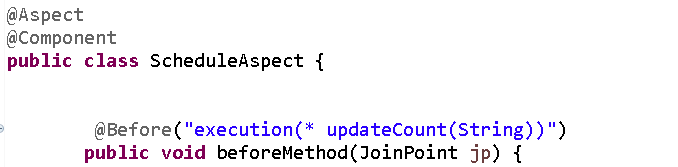 @Aspect
@Component
public class ScheduleAspect {
@Before("execution(* updateCount(String))")
public void beforeMethod(JoinPoint jp) {